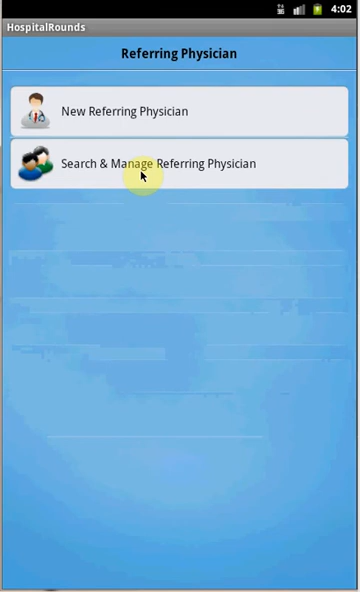 4:02
HospitalRounds
Referring Physician
New Referring Physician
Search & Manage Referring Physician